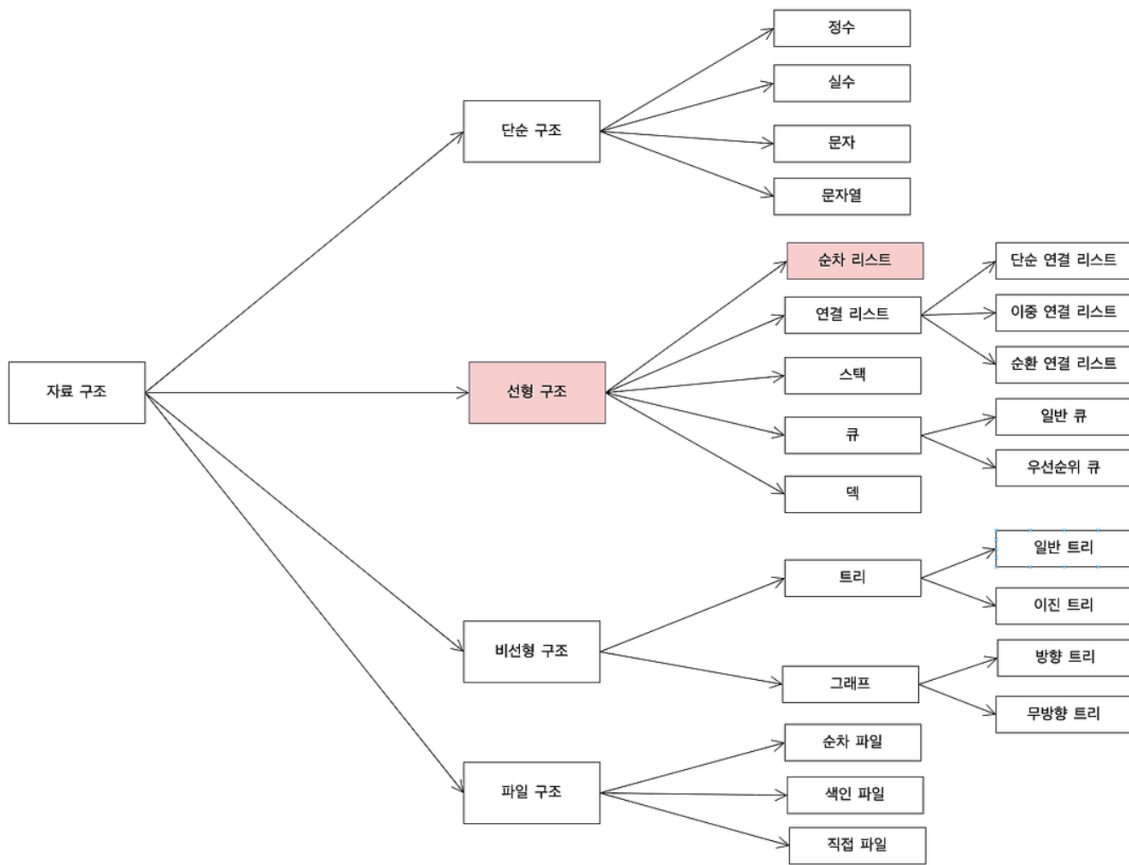 자료 구조
단순 구조
정수
실수
문자
문자열
선형 구조
순차 리스트
연결 리스트
단순 연결 리스트
이중 연결 리스트
순환 연결 리스트
스택
큐
일반 큐
우선순위 큐
덱
비선형 구조
트리
일반 트리
이진 트리
그래프
방향 트리
무방향 트리
파일 구조
순차 파일
색인 파일
직접 파일